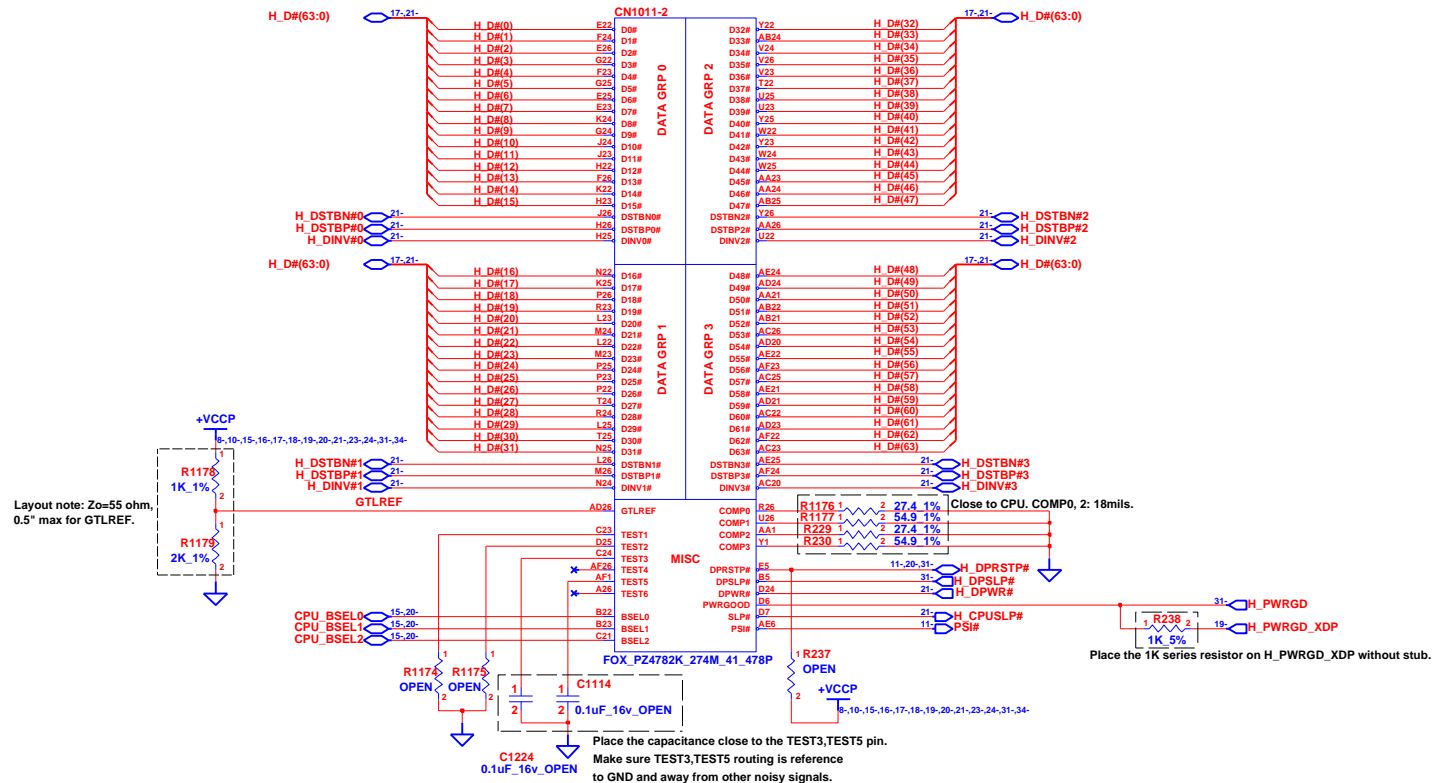 CN1011-2
H_D#(63:0) 17-,21- 17-,21- H_D#(63:0)
H_D#(0) E22 D0# D32# Y22 H_D#(32)
H_D#(1) F24 D1# D33# AB24 H_D#(33)
H_D#(2) E26 D2# D34# V24 H_D#(34)
H_D#(3) G22 D3# D35# V26 H_D#(35)
H_D#(4) F23 D4# D36# V23 H_D#(36)
H_D#(5) G25 D5# D37# T22 H_D#(37)
H_D#(6) E25 D6# D38# U25 H_D#(38)
H_D#(7) E23 D7# D39# U23 H_D#(39)
H_D#(8) K24 D8# D40# Y25 H_D#(40)
H_D#(9) G24 D9# D41# W22 H_D#(41)
H_D#(10) J24 D10# D42# Y23 H_D#(42)
H_D#(11) J23 D11# D43# W24 H_D#(43)
H_D#(12) H22 D12# D44# W25 H_D#(44)
H_D#(13) F26 D13# D45# AA23 H_D#(45)
H_D#(14) K22 D14# D46# AA24 H_D#(46)
H_D#(15) H23 D15# D47# AB25 H_D#(47)
DATA GRP 0
DATA GRP 2
H_DSTBN#0 21- J26 DSTBN0# DSTBN2# Y26 21- H_DSTBN#2
H_DSTBP#0 21- H26 DSTBP0# DSTBP2# AA26 21- H_DSTBP#2
H_DINV#0 21- H25 DINV0# DINV2# U22 21- H_DINV#2
H_D#(63:0) 17-,21- 17-,21- H_D#(63:0)
H_D#(16) N22 D16# D48# AE24 H_D#(48)
H_D#(17) K25 D17# D49# AD24 H_D#(49)
H_D#(18) P26 D18# D50# AA21 H_D#(50)
H_D#(19) R23 D19# D51# AB22 H_D#(51)
H_D#(20) L23 D20# D52# AB21 H_D#(52)
H_D#(21) M24 D21# D53# AC26 H_D#(53)
H_D#(22) L22 D22# D54# AD20 H_D#(54)
H_D#(23) M23 D23# D55# AE22 H_D#(55)
H_D#(24) P25 D24# D56# AF23 H_D#(56)
H_D#(25) P23 D25# D57# AC25 H_D#(57)
H_D#(26) P22 D26# D58# AE21 H_D#(58)
H_D#(27) T24 D27# D59# AD21 H_D#(59)
H_D#(28) R24 D28# D60# AC22 H_D#(60)
H_D#(29) L25 D29# D61# AD23 H_D#(61)
H_D#(30) T25 D30# D62# AF22 H_D#(62)
H_D#(31) N25 D31# D63# AC23 H_D#(63)
DATA GRP 1
DATA GRP 3
H_DSTBN#1 21- L26 DSTBN1# DSTBN3# AE25 21- H_DSTBN#3
H_DSTBP#1 21- M26 DSTBP1# DSTBP3# AF24 21- H_DSTBP#3
H_DINV#1 21- N24 DINV1# DINV3# AC20 21- H_DINV#3
+VCCP
8-,10-,15-,16-,17-,18-,19-,20-,21-,23-,24-,31-,34-
1
R1178
1K_1%
2
Layout note: Zo=55 ohm,
0.5" max for GTLREF.
1
R1179
2K_1%
2
GTLREF AD26 GTLREF
COMP0 R26 R1176 1 2 27.4_1%
COMP1 U26 R1177 1 2 54.9_1%
COMP2 AA1 R229 1 2 27.4_1%
COMP3 Y1 R230 1 2 54.9_1%
Close to CPU. COMP0, 2: 18mils.
MISC
C23 TEST1
D25 TEST2
C24 TEST3
AF26 TEST4
AF1 TEST5
A26 TEST6
DPRSTP# E5 11-,20-,31- H_DPRSTP#
DPSLP# B5 31- H_DPSLP#
DPWR# D24 21- H_DPWR#
PWRGOOD D6 31- H_PWRGD
SLP# D7 21- H_CPUSLP#
PSI# AE6 11- PSI#
CPU_BSEL0 15-,20- B22 BSEL0
CPU_BSEL1 15-,20- B23 BSEL1
CPU_BSEL2 15-,20- C21 BSEL2
R238
1 2 19- H_PWRGD_XDP
1K_5%
Place the 1K series resistor on H_PWRGD_XDP without stub.
FOX_PZ4782K_274M_41_478P
1
R1174
OPEN
2
1
R1175
OPEN
2
1
R237
OPEN
2
+VCCP
8-,10-,15-,16-,17-,18-,19-,20-,21-,23-,24-,31-,34-
C1114
1 1
2 2 0.1uF_16v_OPEN
C1224
0.1uF_16v_OPEN
Place the capacitance close to the TEST3,TEST5 pin.
Make sure TEST3,TEST5 routing is reference
to GND and away from other noisy signals.